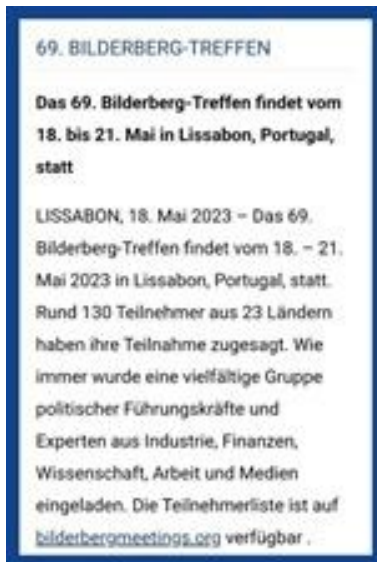 69. BILDERBERG-TREFFEN
Das 69. Bilderberg-Treffen findet vom
18. bis 21. Mai in Lissabon, Portugal,
statt
LISSABON, 18. Mai 2023 – Das 69.
Bilderberg-Treffen findet vom 18. – 21.
Mai 2023 in Lissabon, Portugal, statt.
Rund 130 Teilnehmer aus 23 Ländern
haben ihre Teilnahme zugesagt. Wie
immer wurde eine vielfältige Gruppe
politischer Führungskräfte und
Experten aus Industrie, Finanzen,
Wissenschaft, Arbeit und Medien
eingeladen. Die Teilnehmerliste ist auf
bilderbergmeetings.org verfügbar .